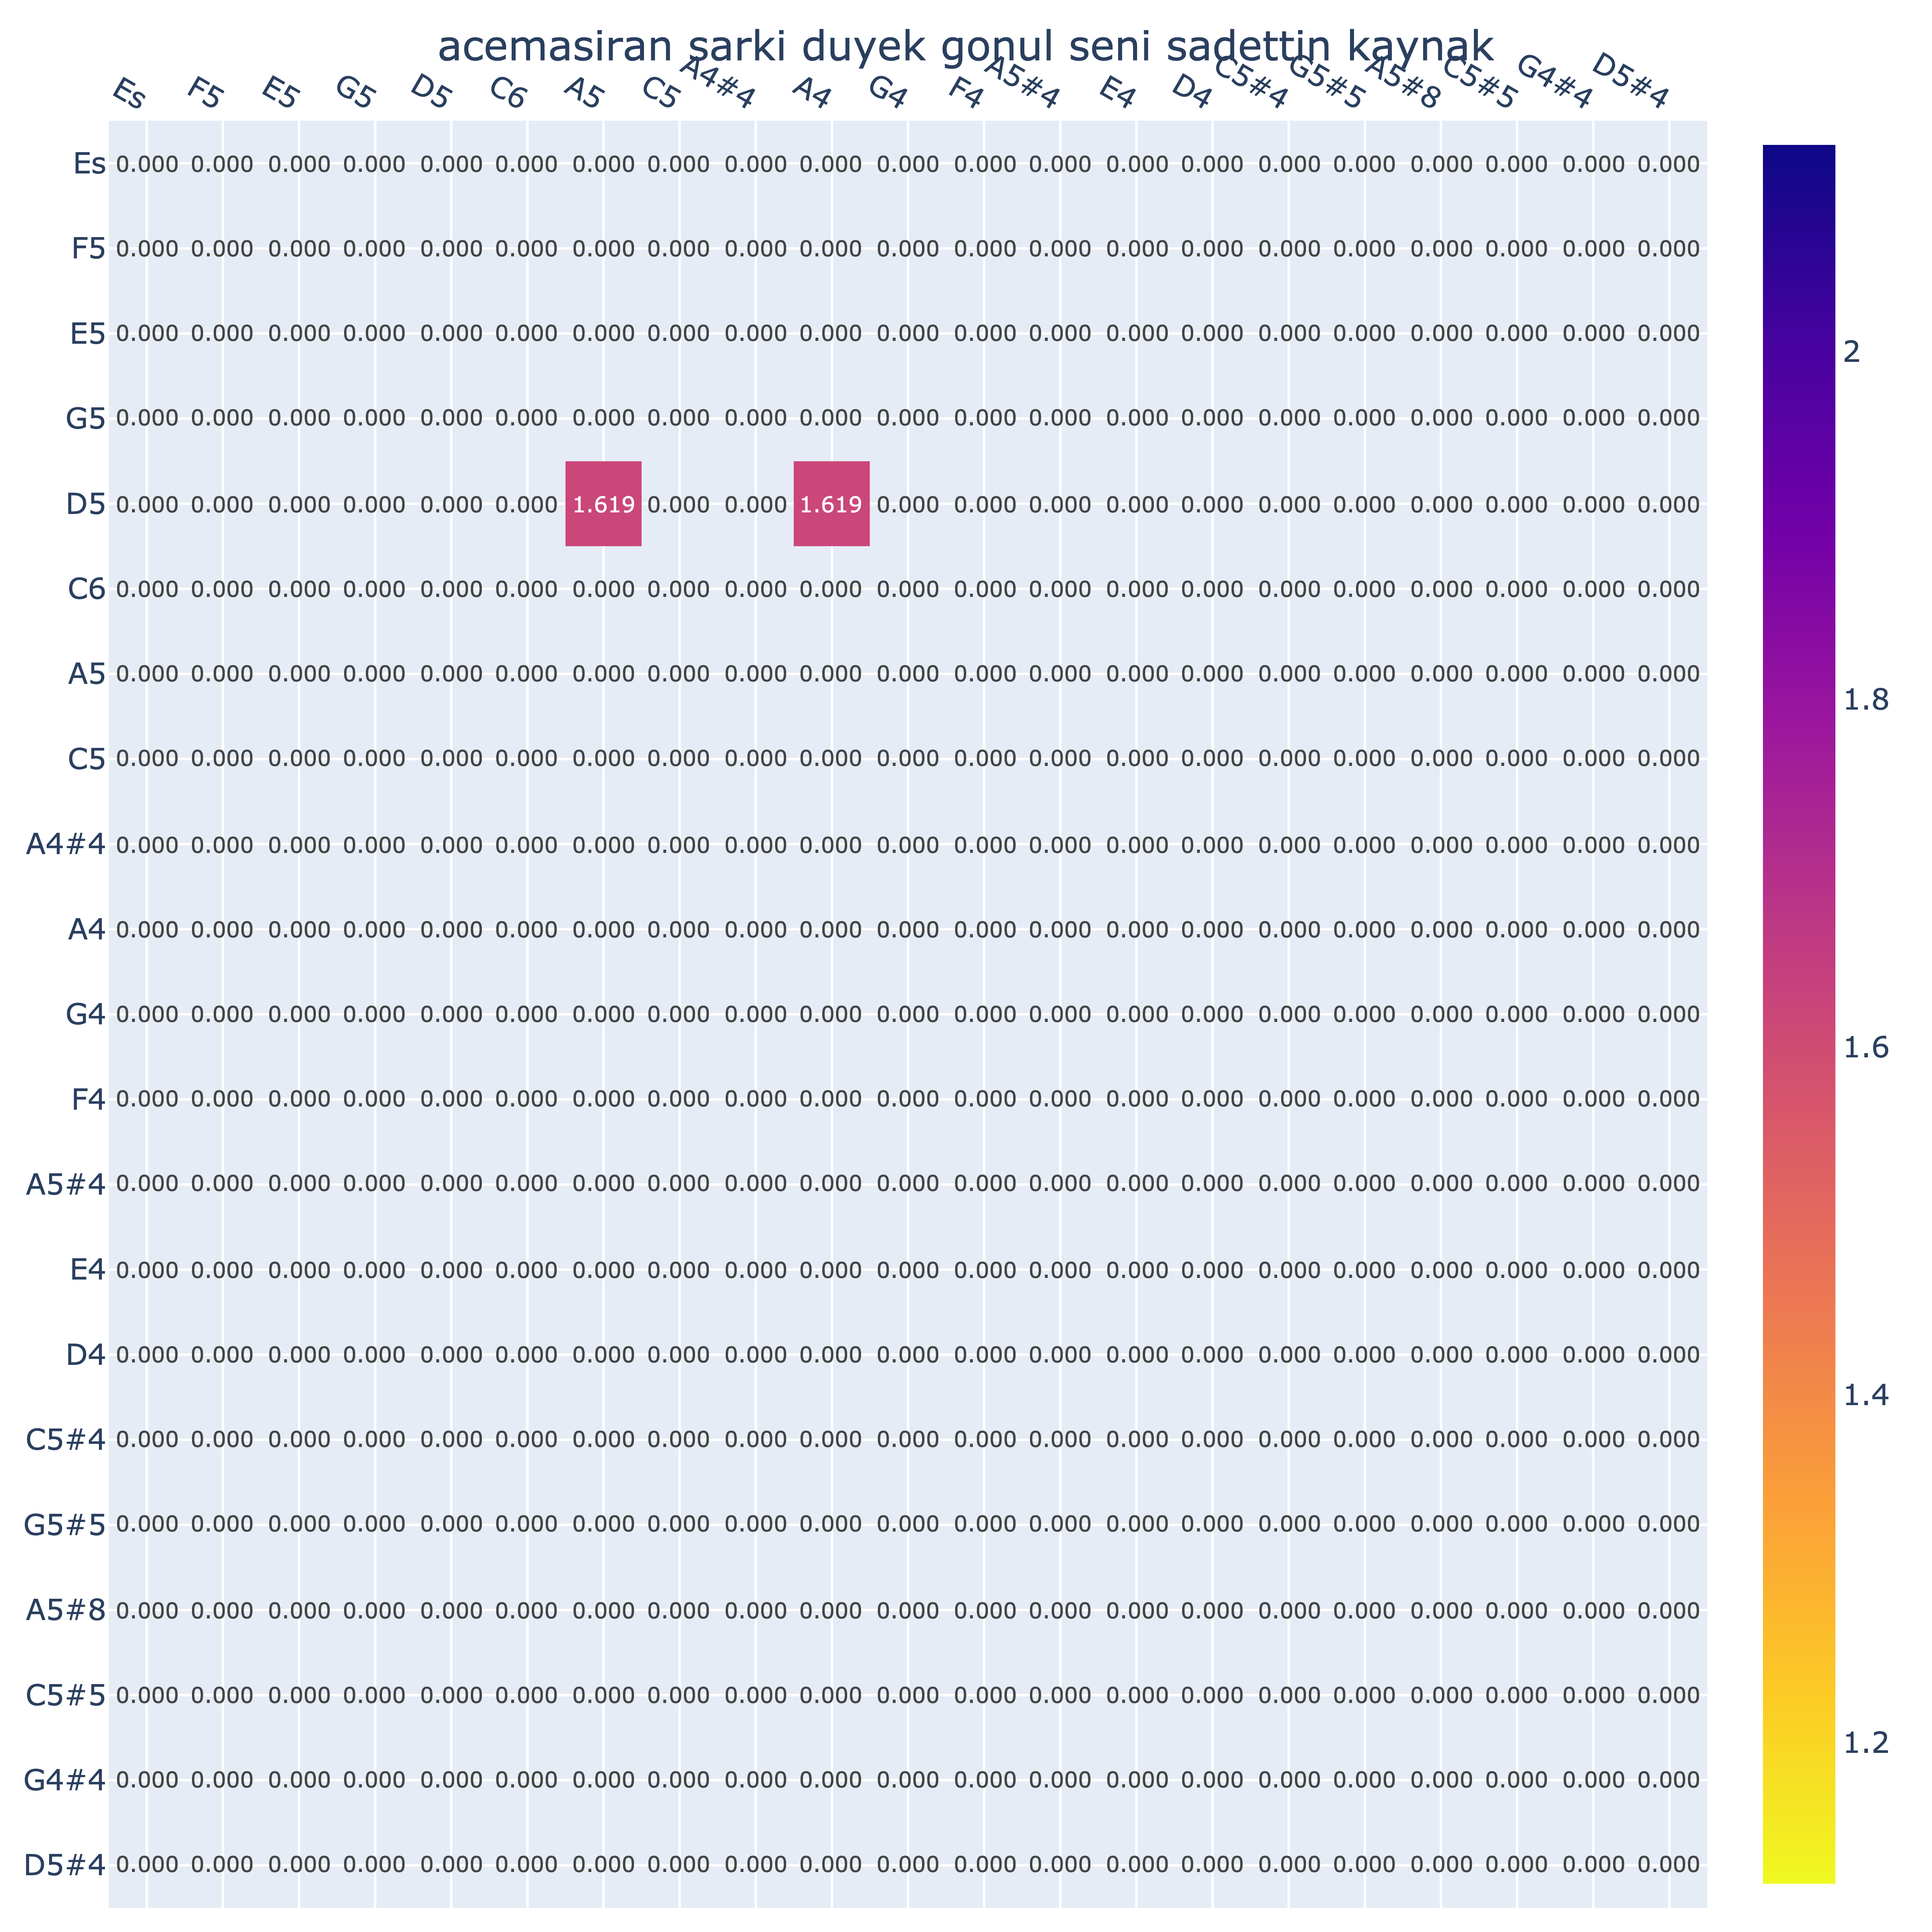 acemasiran sarki duyek gonul seni sadettin kaynak
Es F5 E5 G5 D5 C6 A5 C5 A4#4 A4 G4 F4 A5#4 E4 D4 C5#4 G5#5 A5#8 C5#5 G4#4 D5#4
Es 0.000 0.000 0.000 0.000 0.000 0.000 0.000 0.000 0.000 0.000 0.000 0.000 0.000 0.000 0.000 0.000 0.000 0.000 0.000 0.000 0.000
F5 0.000 0.000 0.000 0.000 0.000 0.000 0.000 0.000 0.000 0.000 0.000 0.000 0.000 0.000 0.000 0.000 0.000 0.000 0.000 0.000 0.000
E5 0.000 0.000 0.000 0.000 0.000 0.000 0.000 0.000 0.000 0.000 0.000 0.000 0.000 0.000 0.000 0.000 0.000 0.000 0.000 0.000 0.000
G5 0.000 0.000 0.000 0.000 0.000 0.000 0.000 0.000 0.000 0.000 0.000 0.000 0.000 0.000 0.000 0.000 0.000 0.000 0.000 0.000 0.000
D5 0.000 0.000 0.000 0.000 0.000 0.000 1.619 0.000 0.000 1.619 0.000 0.000 0.000 0.000 0.000 0.000 0.000 0.000 0.000 0.000 0.000
C6 0.000 0.000 0.000 0.000 0.000 0.000 0.000 0.000 0.000 0.000 0.000 0.000 0.000 0.000 0.000 0.000 0.000 0.000 0.000 0.000 0.000
A5 0.000 0.000 0.000 0.000 0.000 0.000 0.000 0.000 0.000 0.000 0.000 0.000 0.000 0.000 0.000 0.000 0.000 0.000 0.000 0.000 0.000
C5 0.000 0.000 0.000 0.000 0.000 0.000 0.000 0.000 0.000 0.000 0.000 0.000 0.000 0.000 0.000 0.000 0.000 0.000 0.000 0.000 0.000
A4#4 0.000 0.000 0.000 0.000 0.000 0.000 0.000 0.000 0.000 0.000 0.000 0.000 0.000 0.000 0.000 0.000 0.000 0.000 0.000 0.000 0.000
A4 0.000 0.000 0.000 0.000 0.000 0.000 0.000 0.000 0.000 0.000 0.000 0.000 0.000 0.000 0.000 0.000 0.000 0.000 0.000 0.000 0.000
G4 0.000 0.000 0.000 0.000 0.000 0.000 0.000 0.000 0.000 0.000 0.000 0.000 0.000 0.000 0.000 0.000 0.000 0.000 0.000 0.000 0.000
F4 0.000 0.000 0.000 0.000 0.000 0.000 0.000 0.000 0.000 0.000 0.000 0.000 0.000 0.000 0.000 0.000 0.000 0.000 0.000 0.000 0.000
A5#4 0.000 0.000 0.000 0.000 0.000 0.000 0.000 0.000 0.000 0.000 0.000 0.000 0.000 0.000 0.000 0.000 0.000 0.000 0.000 0.000 0.000
E4 0.000 0.000 0.000 0.000 0.000 0.000 0.000 0.000 0.000 0.000 0.000 0.000 0.000 0.000 0.000 0.000 0.000 0.000 0.000 0.000 0.000
D4 0.000 0.000 0.000 0.000 0.000 0.000 0.000 0.000 0.000 0.000 0.000 0.000 0.000 0.000 0.000 0.000 0.000 0.000 0.000 0.000 0.000
C5#4 0.000 0.000 0.000 0.000 0.000 0.000 0.000 0.000 0.000 0.000 0.000 0.000 0.000 0.000 0.000 0.000 0.000 0.000 0.000 0.000 0.000
G5#5 0.000 0.000 0.000 0.000 0.000 0.000 0.000 0.000 0.000 0.000 0.000 0.000 0.000 0.000 0.000 0.000 0.000 0.000 0.000 0.000 0.000
A5#8 0.000 0.000 0.000 0.000 0.000 0.000 0.000 0.000 0.000 0.000 0.000 0.000 0.000 0.000 0.000 0.000 0.000 0.000 0.000 0.000 0.000
C5#5 0.000 0.000 0.000 0.000 0.000 0.000 0.000 0.000 0.000 0.000 0.000 0.000 0.000 0.000 0.000 0.000 0.000 0.000 0.000 0.000 0.000
G4#4 0.000 0.000 0.000 0.000 0.000 0.000 0.000 0.000 0.000 0.000 0.000 0.000 0.000 0.000 0.000 0.000 0.000 0.000 0.000 0.000 0.000
D5#4 0.000 0.000 0.000 0.000 0.000 0.000 0.000 0.000 0.000 0.000 0.000 0.000 0.000 0.000 0.000 0.000 0.000 0.000 0.000 0.000 0.000
2
1.8
1.6
1.4
1.2